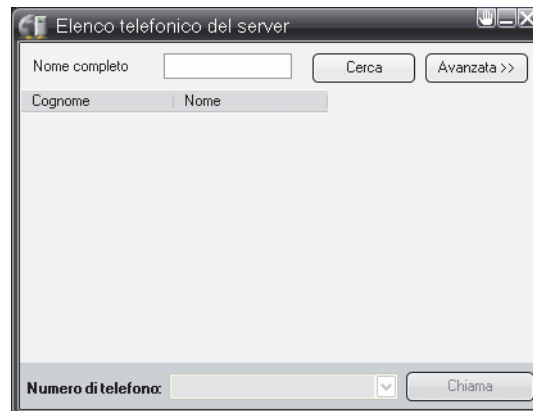 Elenco telefonico del server
Nome completo Cerca Avanzata >>
Cognome Nome
Numero di telefono: Chiama